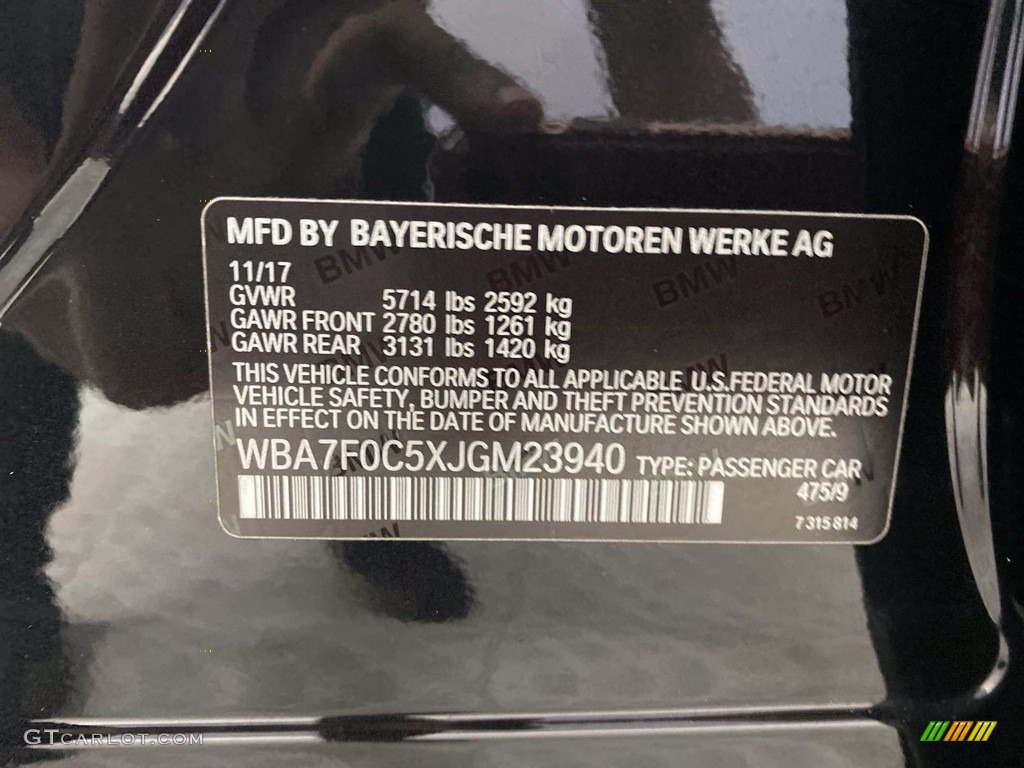 MFD BY BAYERISCHE MOTOREN WERKE AG
11/17
GVWR 5714 lbs 2592 kg
GAWR FRONT 2780 lbs 1261 kg
GAWR REAR 3131 lbs 1420 kg
THIS VEHICLE CONFORMS TO ALL APPLICABLE U.S.FEDERAL MOTOR
VEHICLE SAFETY, BUMPER AND THEFT PREVENTION STANDARDS
IN EFFECT ON THE DATE OF MANUFACTURE SHOWN ABOVE.
WBA7F0C5XJGM23940 TYPE: PASSENGER CAR
475/9
7315814
GTCARLOT.COM